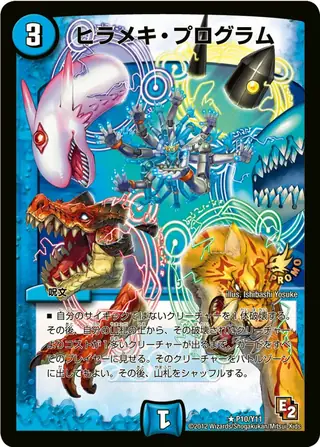 3
ヒラメキ・プログラム
PROMO
illus. Ishibashi Yosuke
呪文
■ 自分のサイキックではないクリーチャーを1体破壊する。
その後、自分の山札の上から、その破壊されたクリーチャー
よりコストが1多いクリーチャーが出るまで、カードをすべ
てのプレイヤーに見せる。そのクリーチャーをバトルゾーン
に出してもよい。その後、山札をシャッフルする。
1
★P10/Y11
E2
©2012 Wizards/Shogakukan/Mitsui-Kids